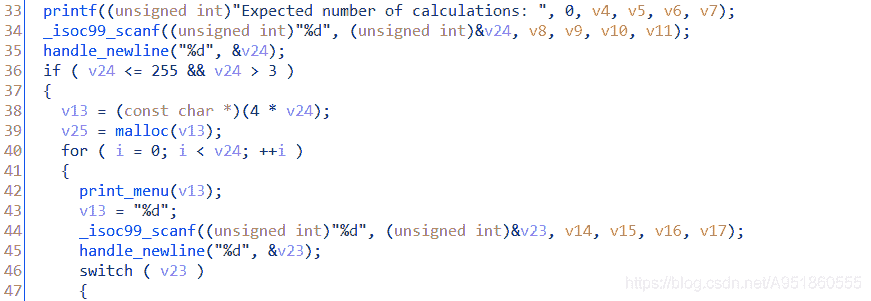 33 printf((unsigned int)"Expected number of calculations: ", 0, v4, v5, v6, v7);
34 _isoc99_scanf((unsigned int)"%d", (unsigned int)&v24, v8, v9, v10, v11);
35 handle_newline("%d", &v24);
36 if ( v24 <= 255 && v24 > 3 )
37 {
38 v13 = (const char *)(4 * v24);
39 v25 = malloc(v13);
40 for ( i = 0; i < v24; ++i )
41 {
42 print_menu(v13);
43 v13 = "%d";
44 _isoc99_scanf((unsigned int)"%d", (unsigned int)&v23, v14, v15, v16, v17);
45 handle_newline("%d", &v23);
46 switch ( v23 )
47 {
https://blog.csdn.net/A951860555